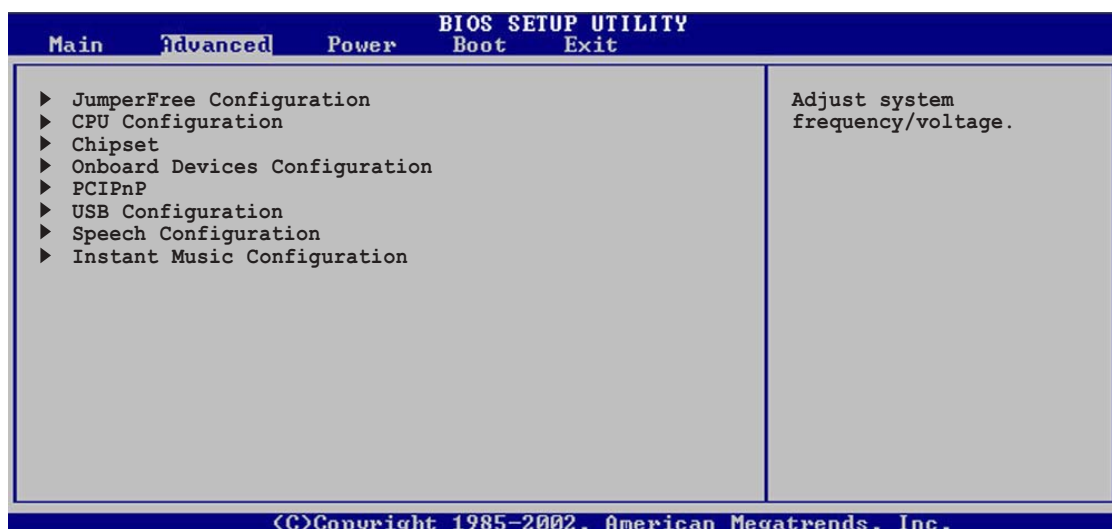 BIOS SETUP UTILITY
Main Advanced Power Boot Exit
JumperFree Configuration
CPU Configuration
Chipset
Onboard Devices Configuration
PCIPnP
USB Configuration
Speech Configuration
Instant Music Configuration
Adjust system
frequency/voltage.
(C)Copyright 1985-2002, American Megatrends, Inc.